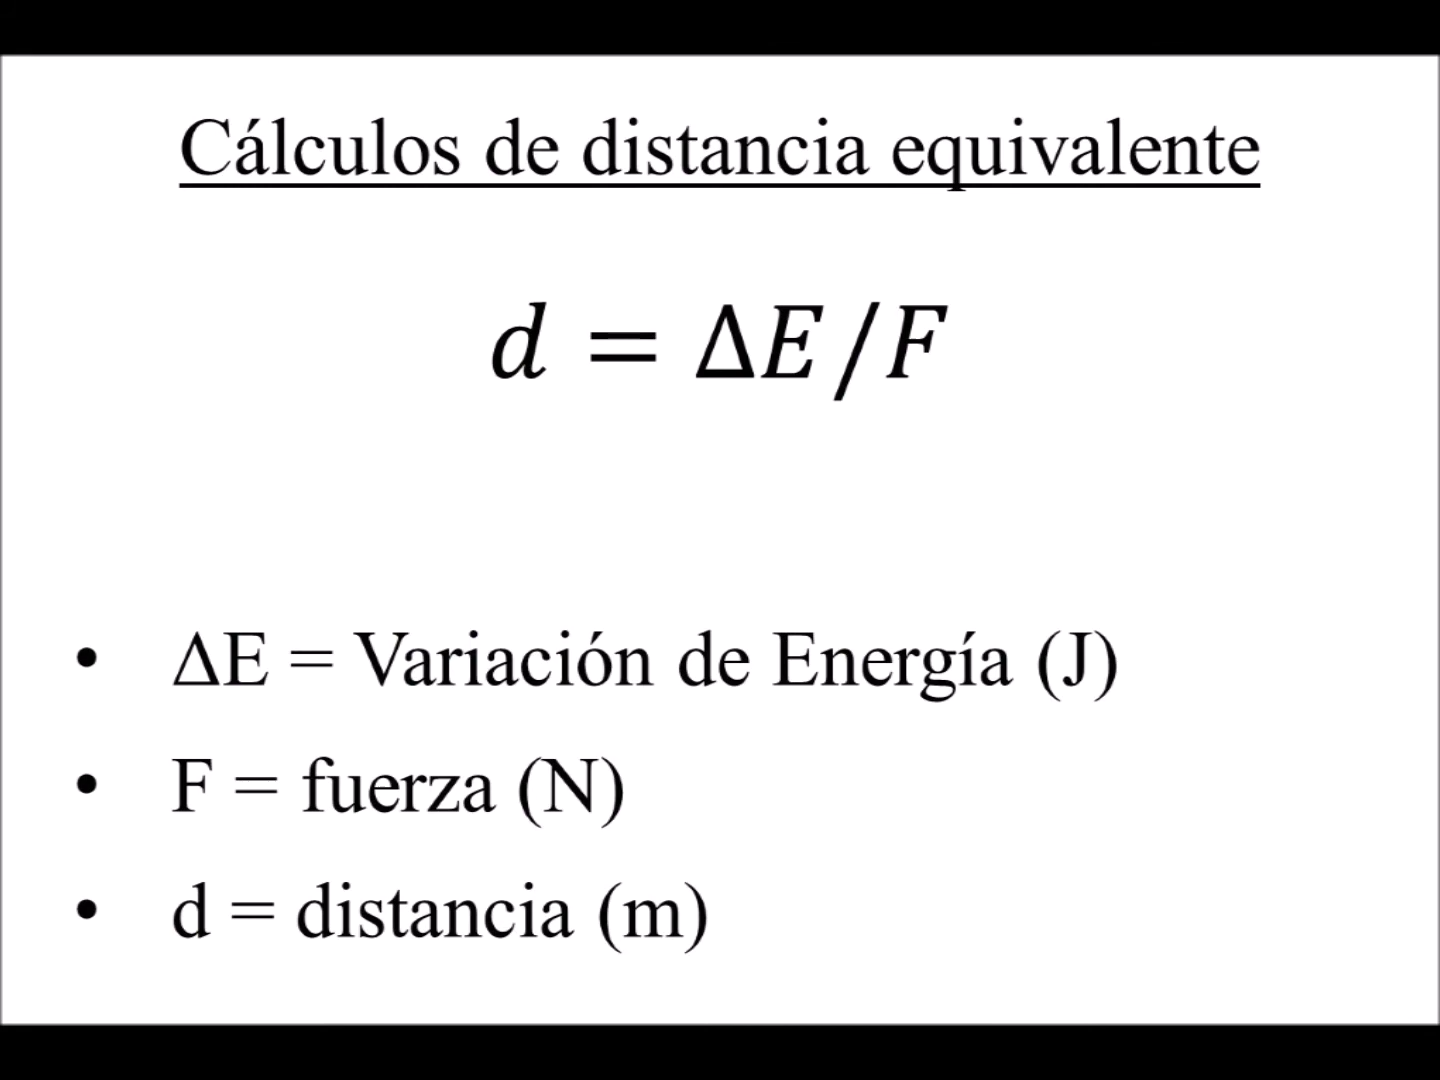 Cálculos de distancia equivalente
d = ΔE/F
• ΔE = Variación de Energía (J)
• F = fuerza (N)
• d = distancia (m)